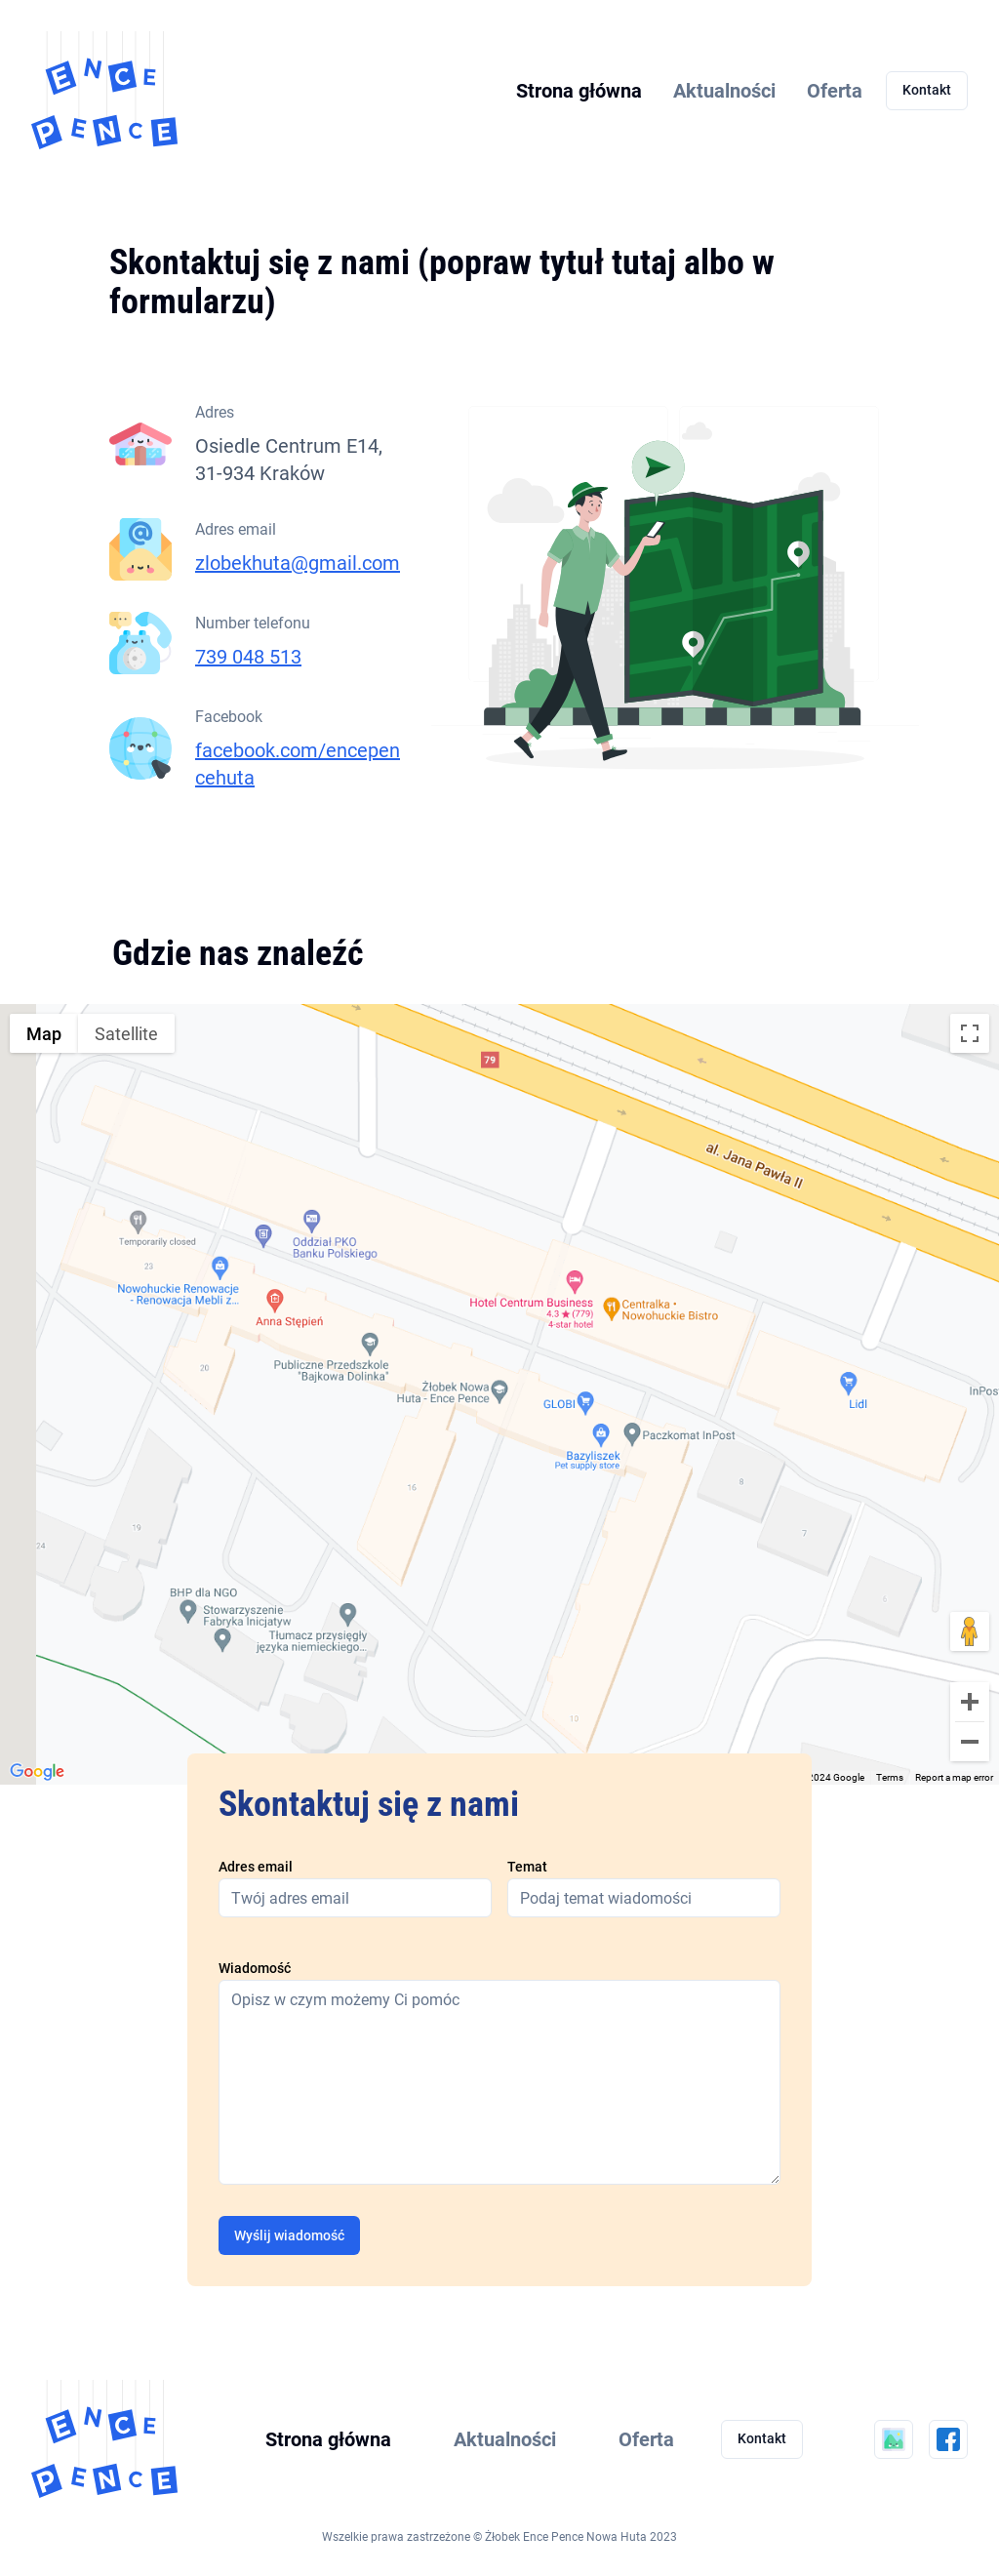 ENCE
PENCE
Strona główna
Aktualności
Oferta
Kontakt
Skontaktuj się z nami (popraw tytuł tutaj albo w
formularzu)
Adres
Osiedle Centrum E14,
31-934 Kraków
Adres email
zlobekhuta@gmail.com
Number telefonu
739 048 513
Facebook
facebook.com/encepen
cehuta
Gdzie nas znaleźć
Map
Satellite
79
al. Jana Pawła II
Temporarily closed
23
Oddział PKO
Banku Polskiego
Nowohuckie Renowacje
- Renowacja Mebli z...
Anna Stępień
Hotel Centrum Business
4.3 ★ (779)
4-star hotel
Centralka •
Nowohuckie Bistro
Publiczne Przedszkole
"Bajkowa Dolinka"
20
Żłobek Nowa
Huta - Ence Pence
GLOBI
Lidl
InPost
Paczkomat InPost
Bazyliszek
Pet supply store
8
16
7
19
24
BHP dla NGO
Stowarzyszenie
Fabryka Inicjatyw
Tłumacz przysięgły
języka niemieckiego...
10
Google
2024 Google
Terms
Report a map error
Skontaktuj się z nami
Adres email
Temat
Twój adres email
Podaj temat wiadomości
Wiadomość
Opisz w czym możemy Ci pomóc
Wyślij wiadomość
ENCE
PENCE
Strona główna
Aktualności
Oferta
Kontakt
Wszelkie prawa zastrzeżone © Żłobek Ence Pence Nowa Huta 2023